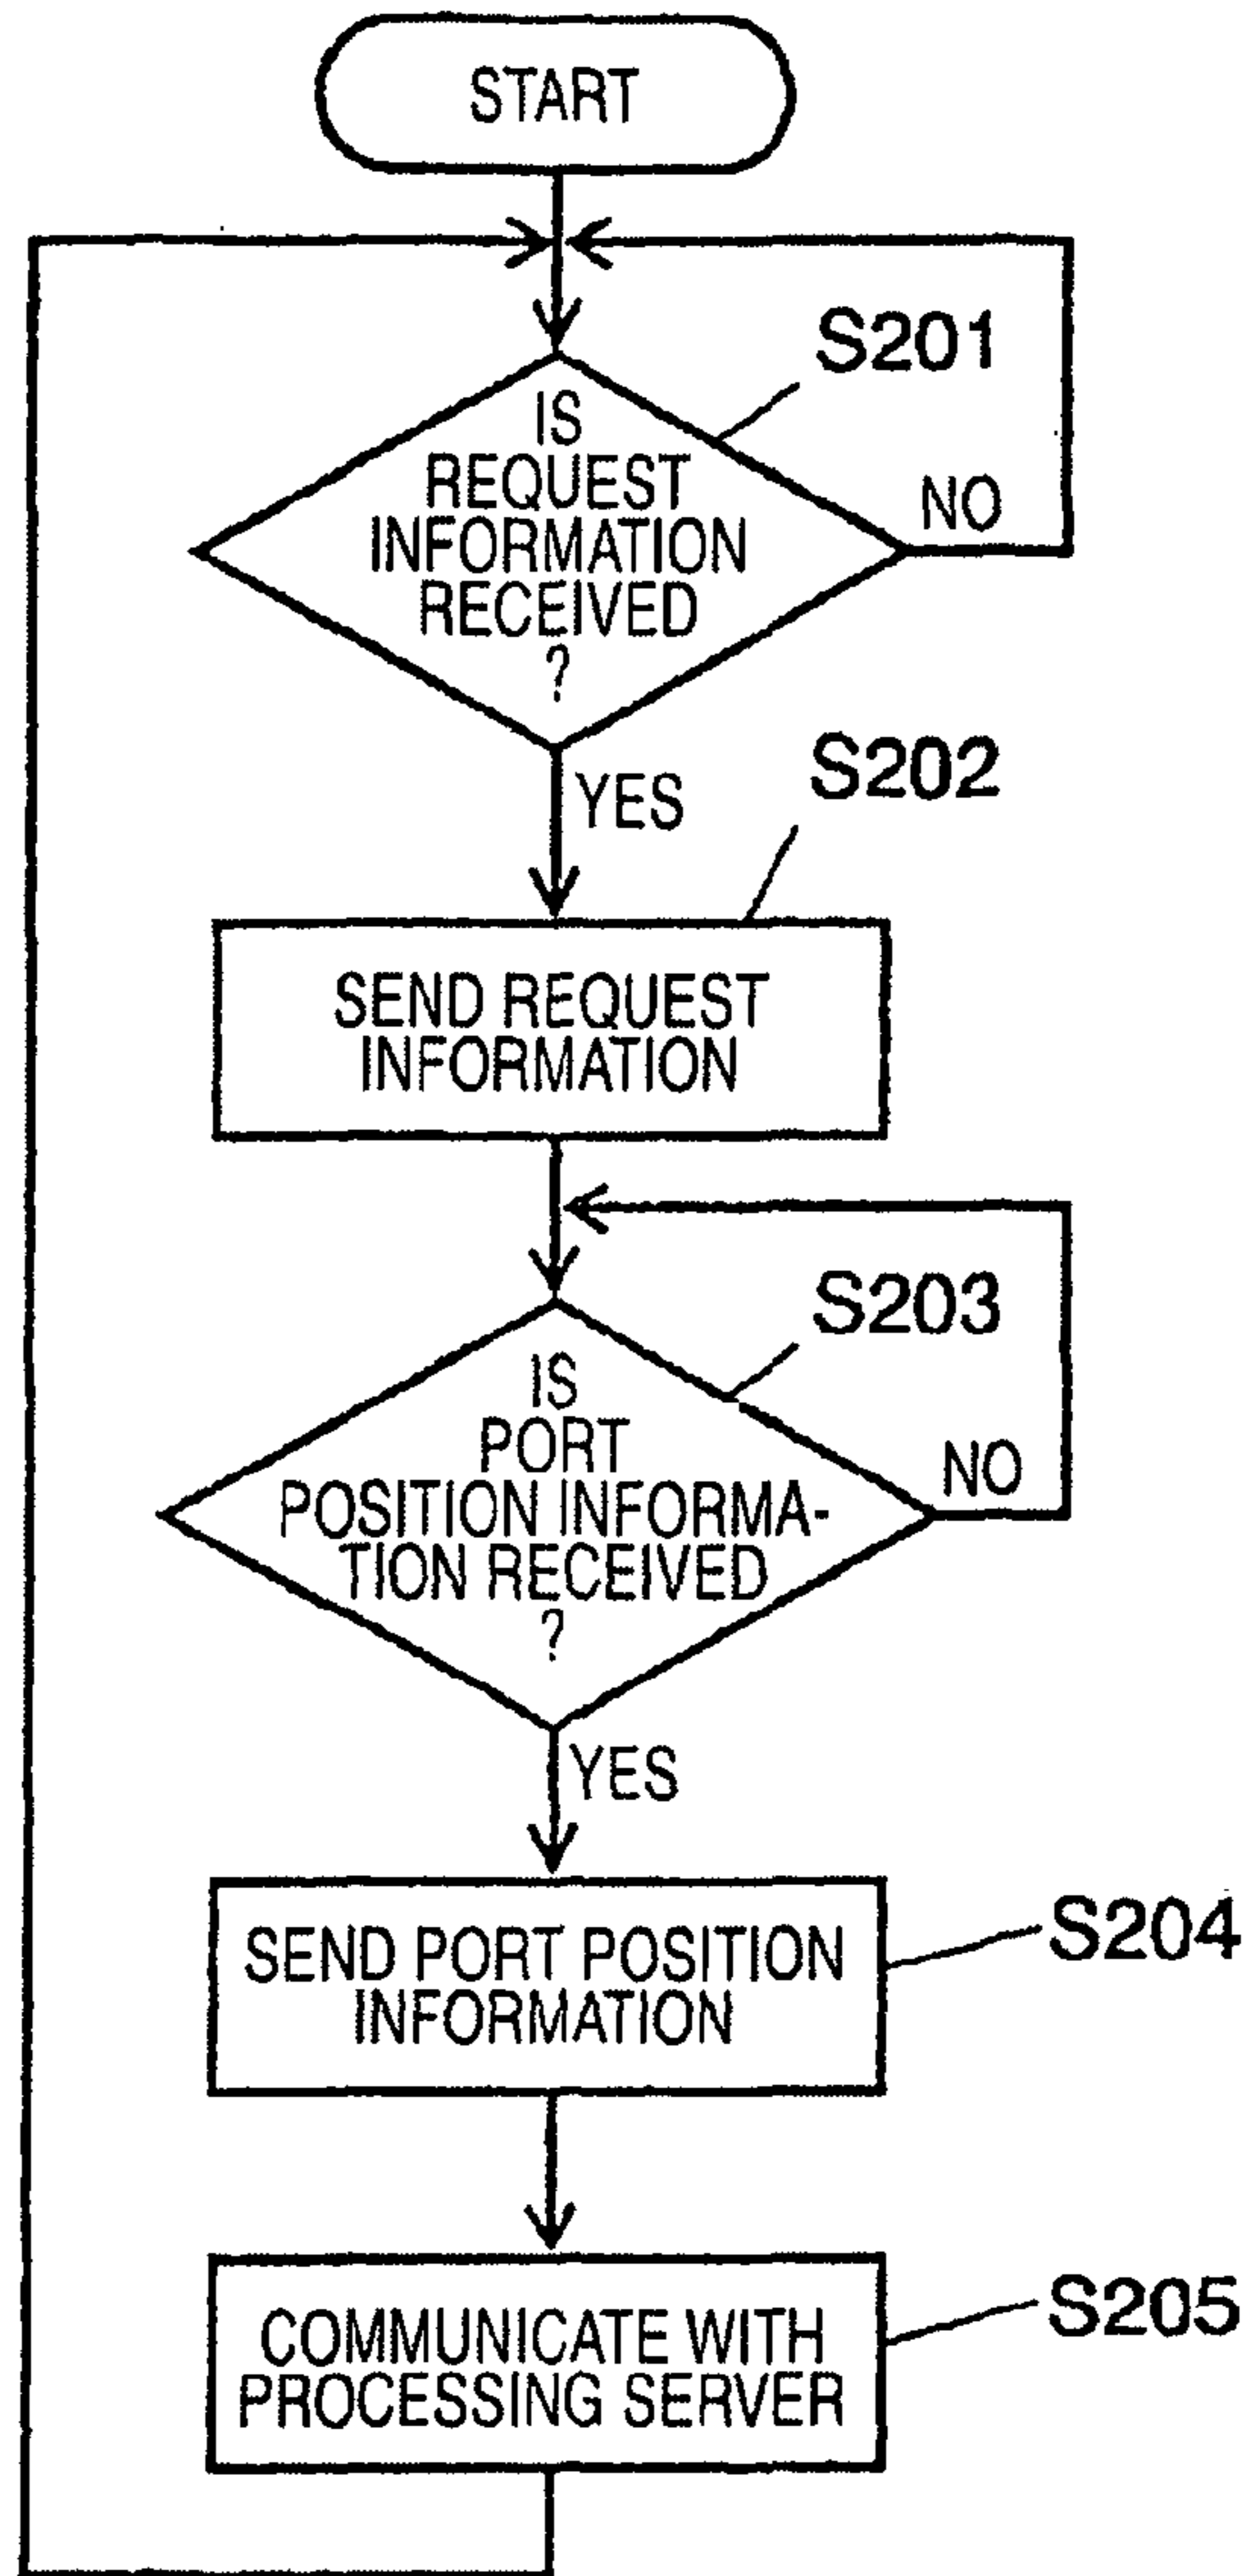 START
S201
IS
REQUEST
INFORMATION
RECEIVED
?
NO
YES
S202
SEND REQUEST
INFORMATION
S203
IS
PORT
POSITION INFORMA-
TION RECEIVED
?
NO
YES
SEND PORT POSITION
INFORMATION
S204
COMMUNICATE WITH
PROCESSING SERVER
S205